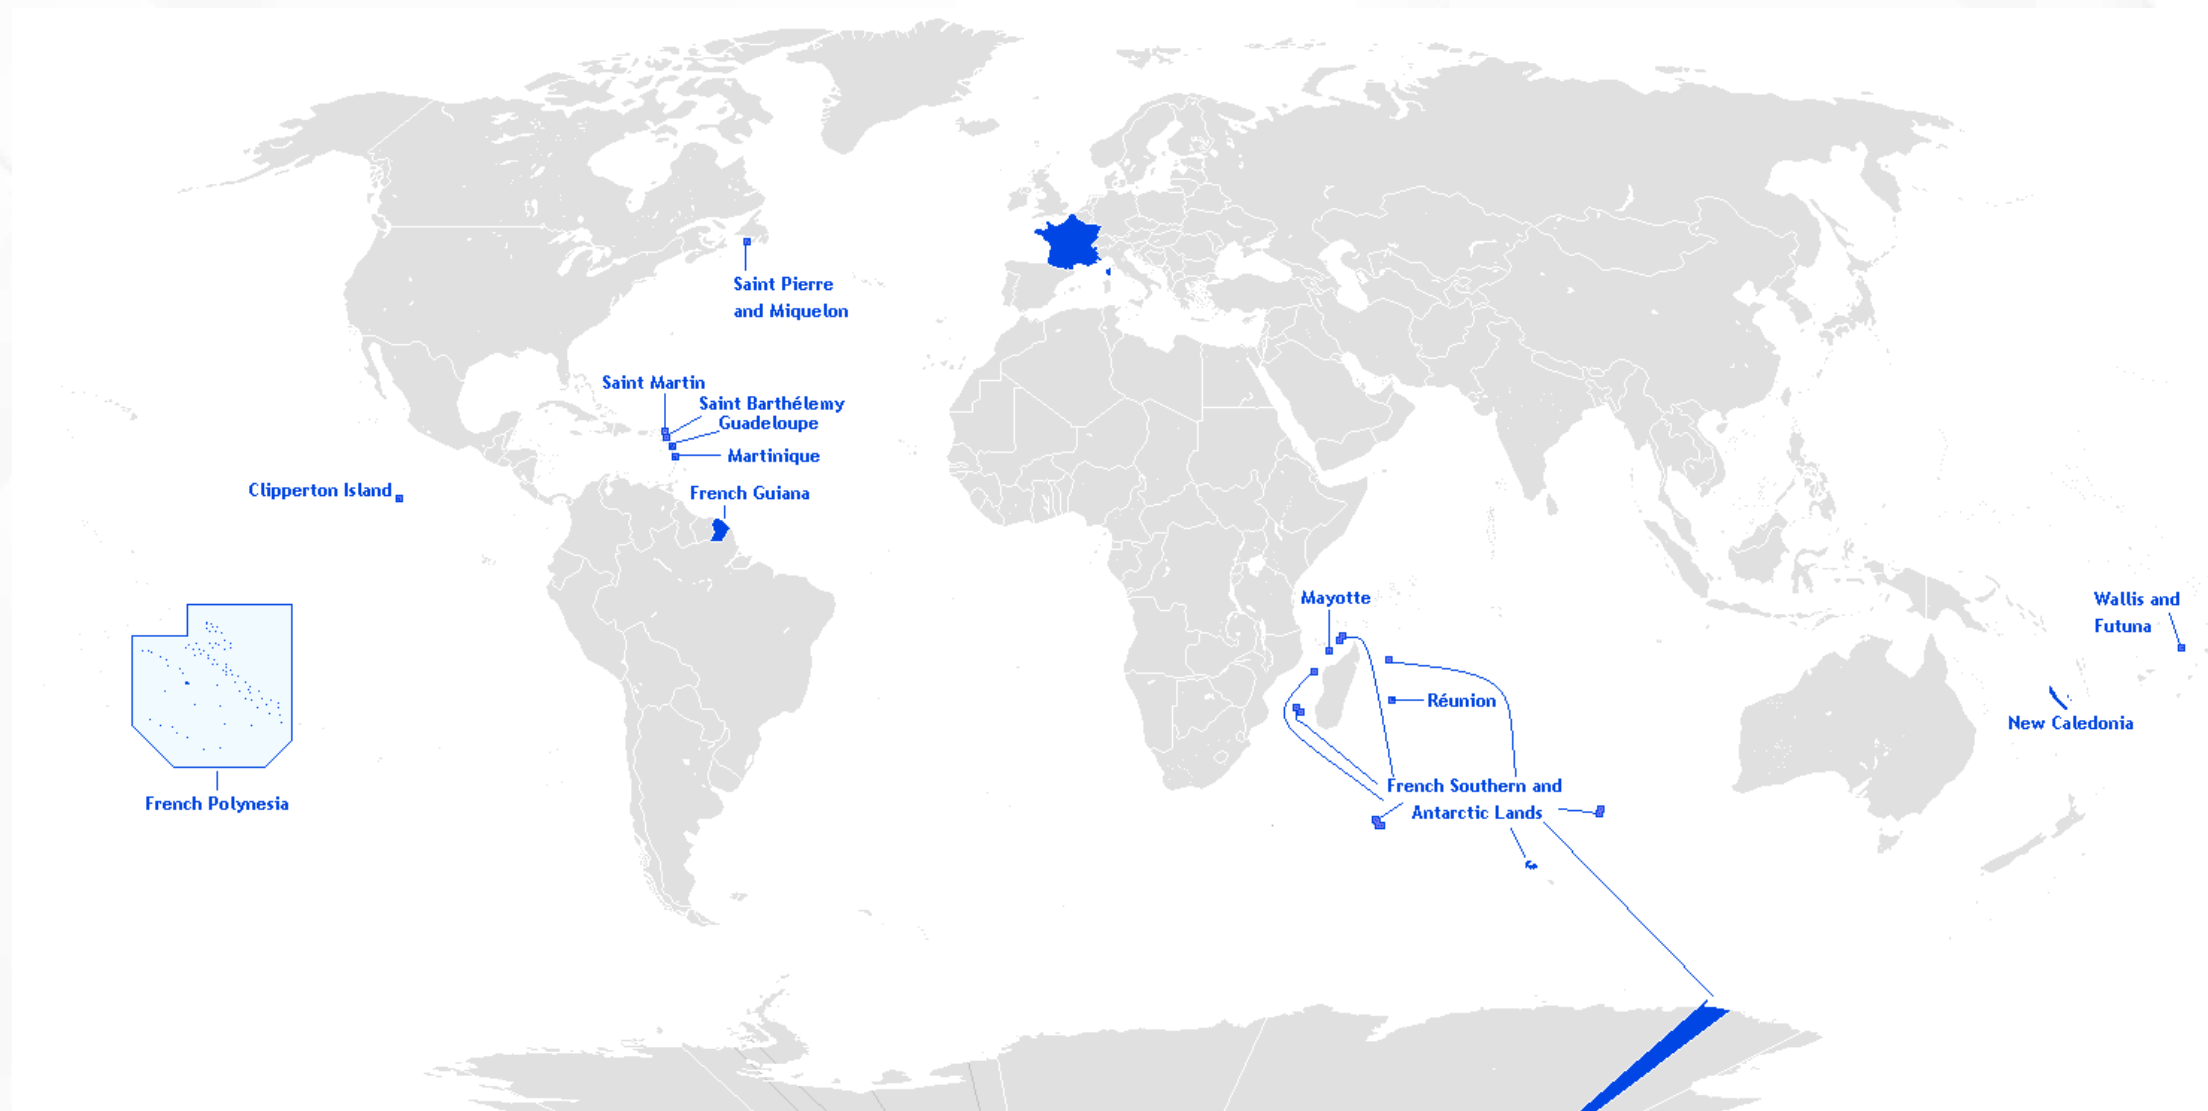 Saint Pierre
and Miquelon
Saint Martin
Saint Barthélemy
Guadeloupe
Martinique
Clipperton Island
French Guiana
Mayotte
Wallis and
Futuna
Réunion
New Caledonia
French Southern and
Antarctic Lands
French Polynesia